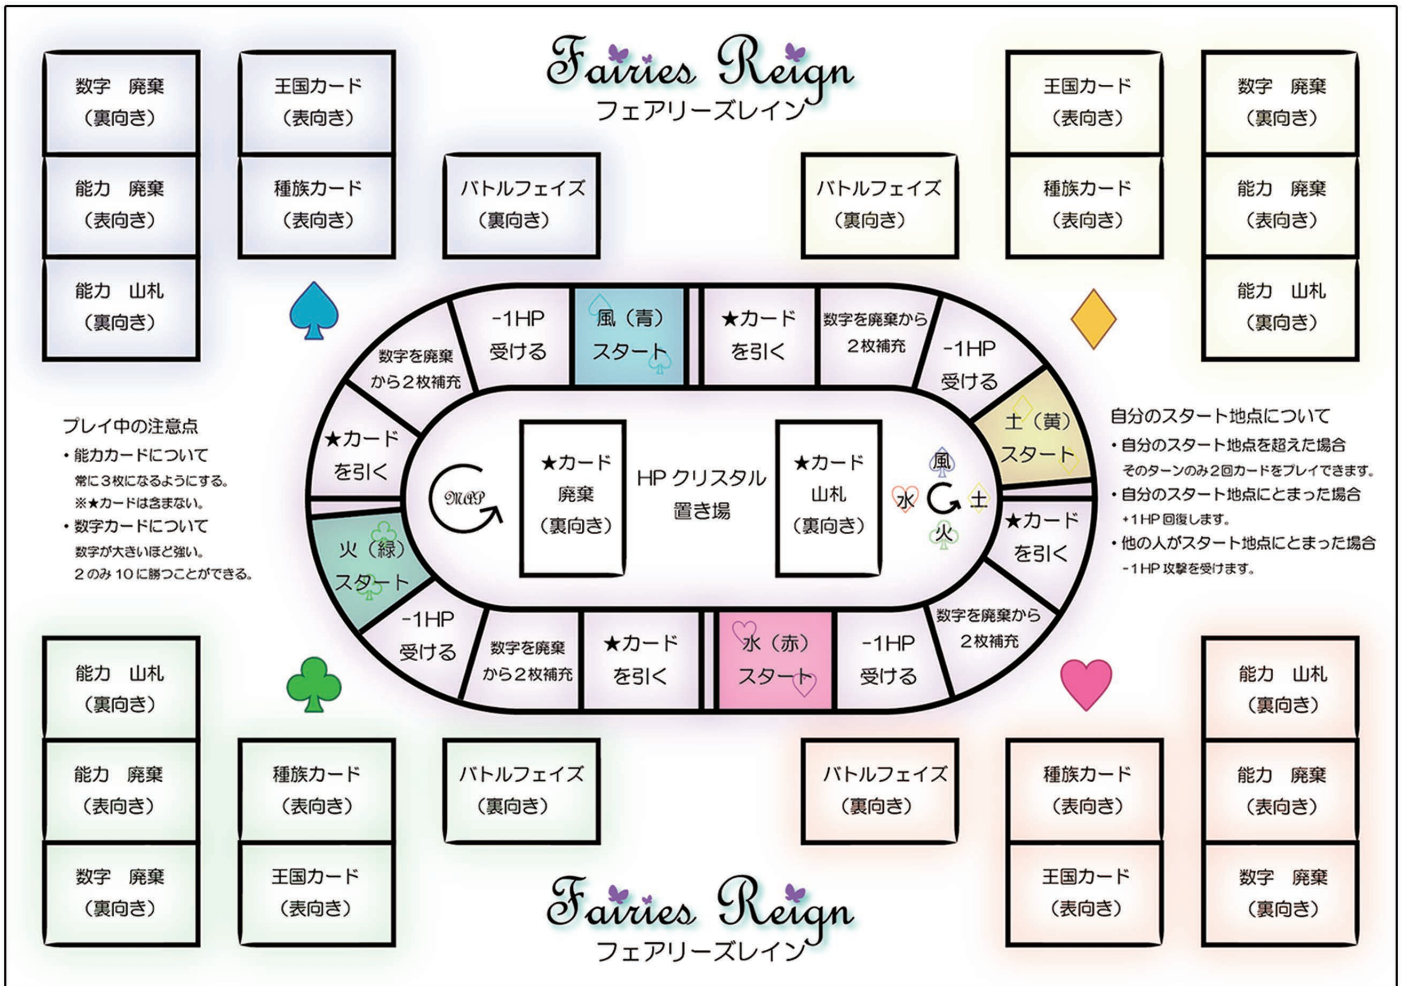 Fairies Reign
フェアリーズレイン
数字　廃棄
（裏向き）
能力　廃棄
（表向き）
能力　山札
（裏向き）
王国カード
（表向き）
種族カード
（表向き）
バトルフェイズ
（裏向き）
バトルフェイズ
（裏向き）
王国カード
（表向き）
種族カード
（表向き）
数字　廃棄
（裏向き）
能力　廃棄
（表向き）
能力　山札
（裏向き）
-1HP
受ける
風（青）
スタート
★カード
を引く
数字を廃棄から
2枚補充
-1HP
受ける
土（黄）
スタート
数字を廃棄
から2枚補充
★カード
を引く
プレイ中の注意点
・能力カードについて
常に3枚になるようにする。
※★カードは含まない。
・数字カードについて
数字が大きいほど強い。
2のみ10に勝つことができる。
MAP
★カード
廃棄
（裏向き）
HPクリスタル
置き場
★カード
山札
（裏向き）
風
水
土
火
自分のスタート地点について
・自分のスタート地点を超えた場合
そのターンのみ2回カードをプレイできます。
・自分のスタート地点にとまった場合
+1HP回復します。
・他の人がスタート地点にとまった場合
-1HP攻撃を受けます。
火（緑）
スタート
-1HP
受ける
数字を廃棄
から2枚補充
★カード
を引く
水（赤）
スタート
-1HP
受ける
数字を廃棄から
2枚補充
★カード
を引く
能力　山札
（裏向き）
能力　廃棄
（表向き）
数字　廃棄
（裏向き）
種族カード
（表向き）
王国カード
（表向き）
バトルフェイズ
（裏向き）
バトルフェイズ
（裏向き）
種族カード
（表向き）
王国カード
（表向き）
能力　山札
（裏向き）
能力　廃棄
（表向き）
数字　廃棄
（裏向き）
Fairies Reign
フェアリーズレイン